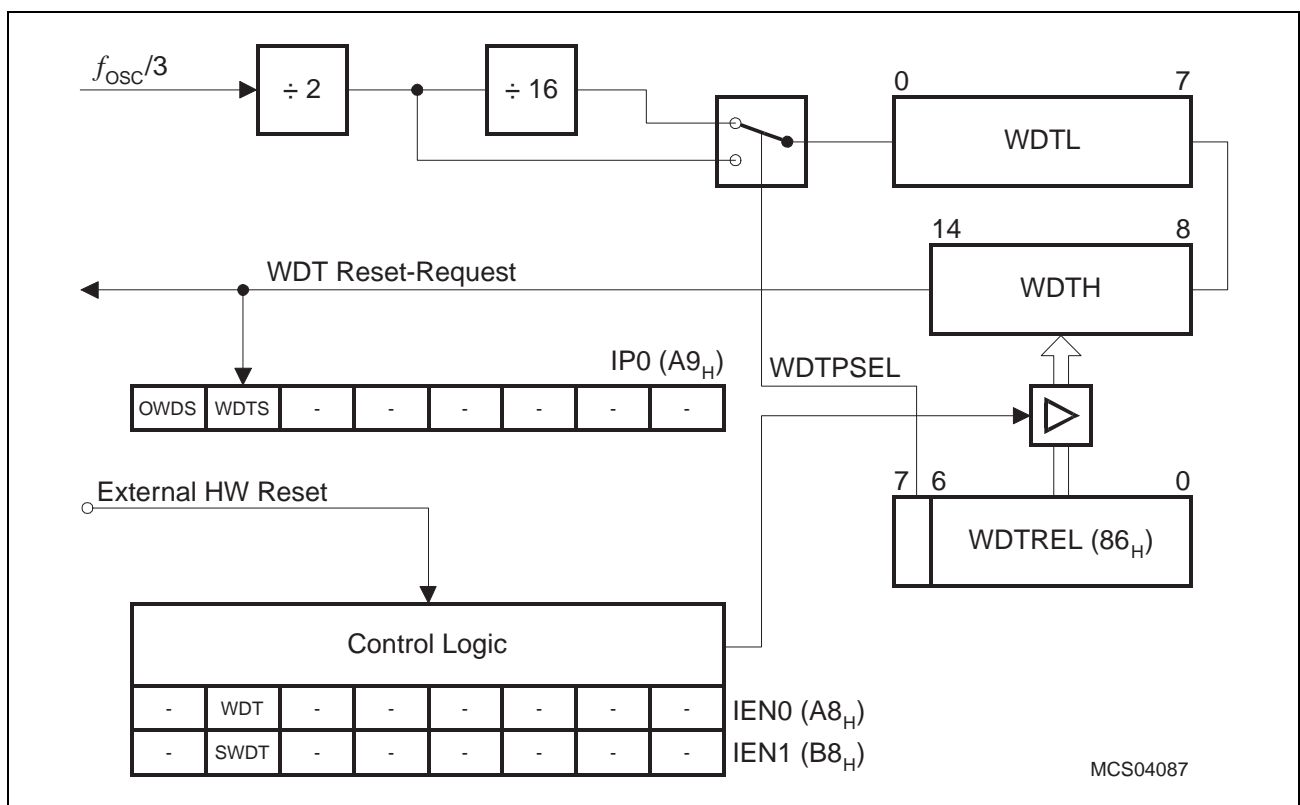 fOSC/3
÷ 2
÷ 16
0 7
WDTL
14 8
WDTH
WDT Reset-Request
IP0 (A9H)
WDTPSEL
OWDS WDTS - - - - - -
External HW Reset
7 6 0
WDTREL (86H)
Control Logic
- WDT - - - - - - IEN0 (A8H)
- SWDT - - - - - - IEN1 (B8H)
MCS04087